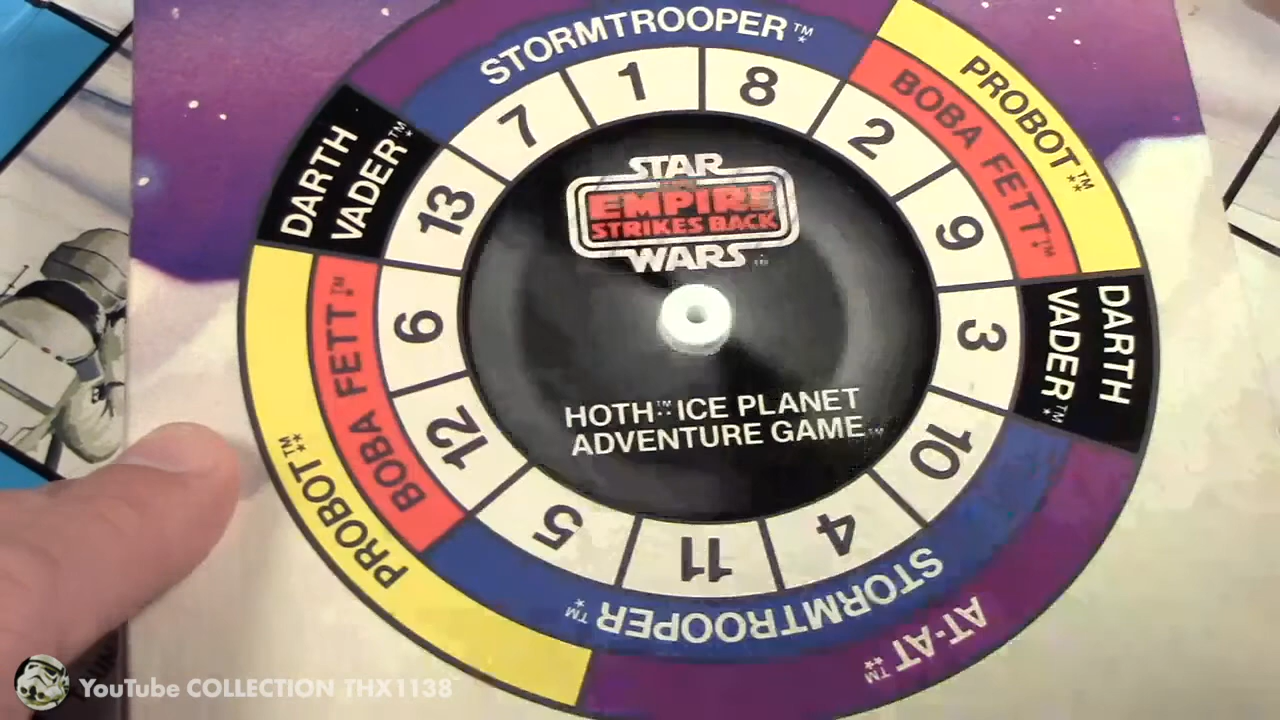 STORMTROOPER™
PROBOT™
BOBA FETT™
DARTH
VADER™
1
8
2
9
3
10
4
11
5
12
6
13
7
STAR
THE
EMPIRE
STRIKES BACK
WARS
HOTH™ ICE PLANET
ADVENTURE GAME™
DARTH
VADER™
BOBA FETT™
PROBOT™
STORMTROOPER™
AT-AT™
YouTube COLLECTION THX1138